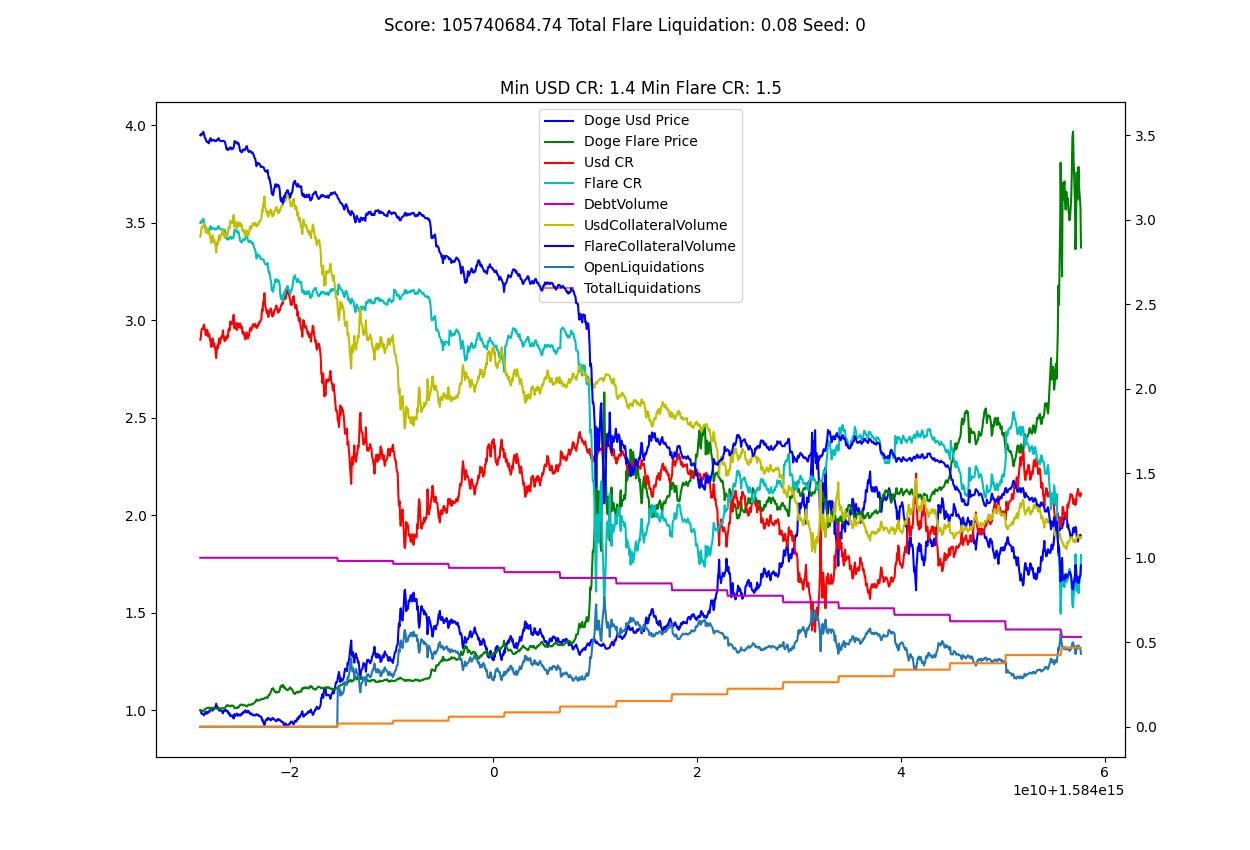 Score: 105740684.74 Total Flare Liquidation: 0.08 Seed: 0
Min USD CR: 1.4 Min Flare CR: 1.5
Doge Usd Price
Doge Flare Price
Usd CR
Flare CR
DebtVolume
UsdCollateralVolume
FlareCollateralVolume
OpenLiquidations
TotalLiquidations
4.0
3.5
3.0
2.5
2.0
1.5
1.0
3.5
3.0
2.5
2.0
1.5
1.0
0.5
0.0
−2
0
2
4
6
1e10+1.584e15